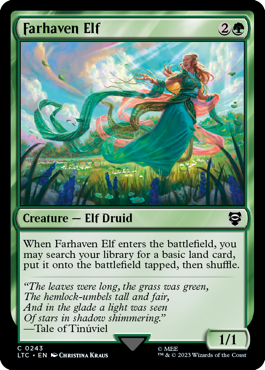 Farhaven Elf 2
Creature — Elf Druid
When Farhaven Elf enters the battlefield, you
may search your library for a basic land card,
put it onto the battlefield tapped, then shuffle.
“The leaves were long, the grass was green,
The hemlock-umbels tall and fair,
And in the glade a light was seen
Of stars in shadow shimmering.”
—Tale of Tinúviel
1/1
C 0243
LTC • EN Christina Kraus
© MEE
™ & © 2023 Wizards of the Coast